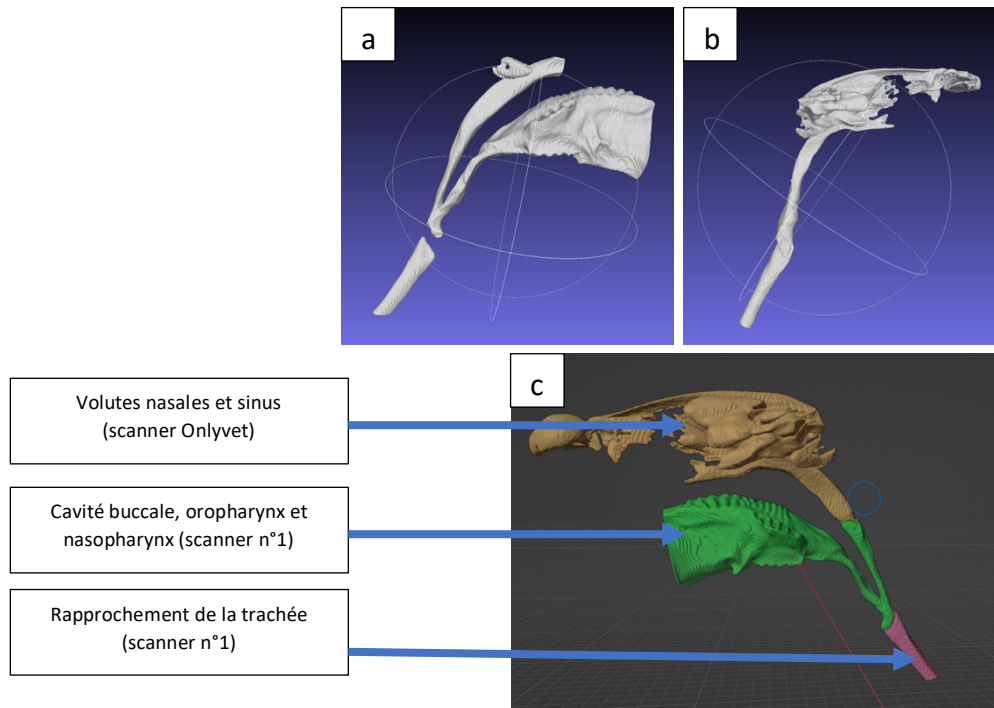 a
b
c
Volutes nasales et sinus
(scanner Onlyvet)
Cavité buccale, oropharynx et
nasopharynx (scanner n°1)
Rapprochement de la trachée
(scanner n°1)